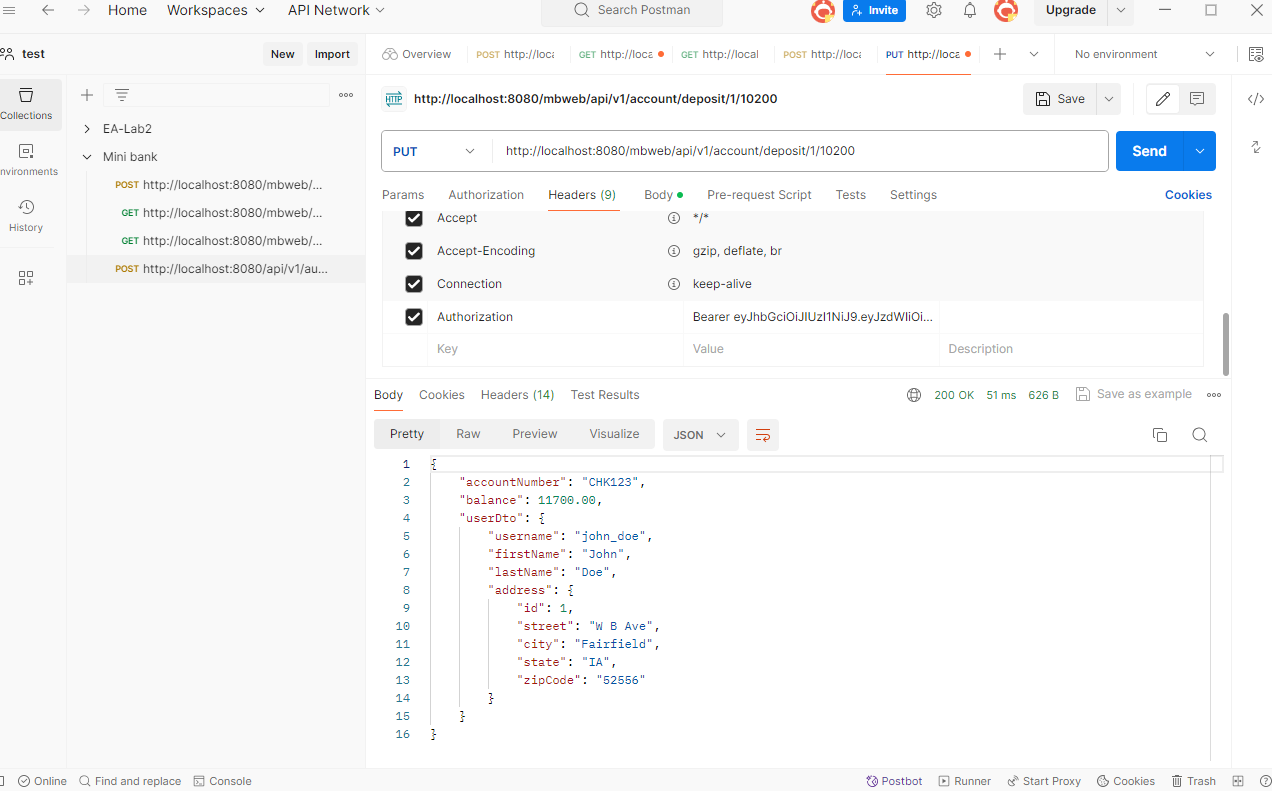 Home Workspaces API Network Search Postman Invite Upgrade
test New Import Overview POST http://loca GET http://loca GET http://local POST http://loca PUT http://loca No environment
Collections
EA-Lab2
Mini bank
POST http://localhost:8080/mbweb/...
GET http://localhost:8080/mbweb/...
GET http://localhost:8080/mbweb/...
POST http://localhost:8080/api/v1/au...
nvironments
History
HTTP http://localhost:8080/mbweb/api/v1/account/deposit/1/10200 Save
PUT http://localhost:8080/mbweb/api/v1/account/deposit/1/10200 Send
Params Authorization Headers (9) Body Pre-request Script Tests Settings Cookies
Accept */*
Accept-Encoding gzip, deflate, br
Connection keep-alive
Authorization Bearer eyJhbGciOiJIUzI1NiJ9.eyJzdWIiOi...
Key Value Description
Body Cookies Headers (14) Test Results 200 OK 51 ms 626 B Save as example
Pretty Raw Preview Visualize JSON
1 {
2 "accountNumber": "CHK123",
3 "balance": 11700.00,
4 "userDto": {
5 "username": "john_doe",
6 "firstName": "John",
7 "lastName": "Doe",
8 "address": {
9 "id": 1,
10 "street": "W B Ave",
11 "city": "Fairfield",
12 "state": "IA",
13 "zipCode": "52556"
14 }
15 }
16 }
Online Find and replace Console Postbot Runner Start Proxy Cookies Trash